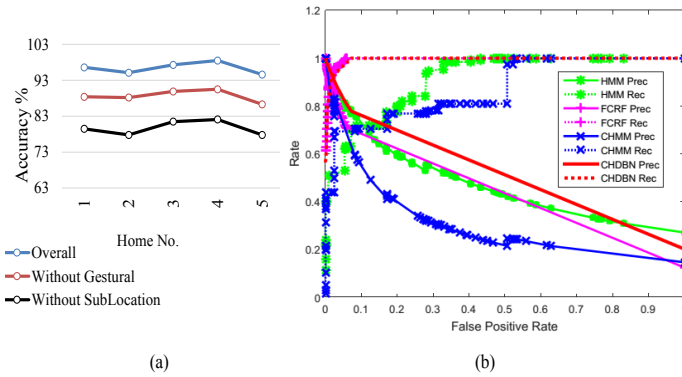 (a)
103
93
83
73
63
Accuracy %
1 2 3 4 5
Home No.
Overall
Without Gestural
Without SubLocation
(a)
(b)
1.2
1
0.8
0.6
0.4
0.2
0
Rate
0 0.1 0.2 0.3 0.4 0.5 0.6 0.7 0.8 0.9 1
False Positive Rate
HMM Prec
HMM Rec
FCRF Prec
FCRF Rec
CHMM Prec
CHMM Rec
CHDBN Prec
CHDBN Rec
(b)